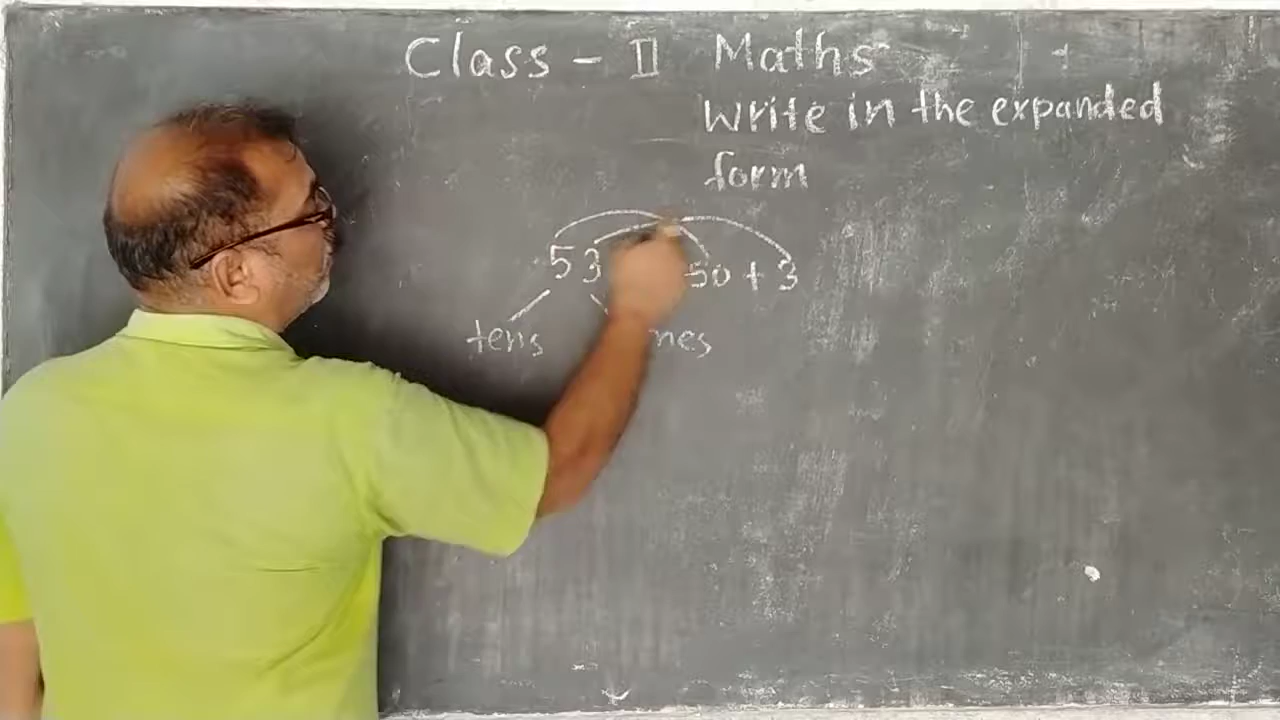 Class - II Maths
Write in the expanded
form
53 50 + 3
tens